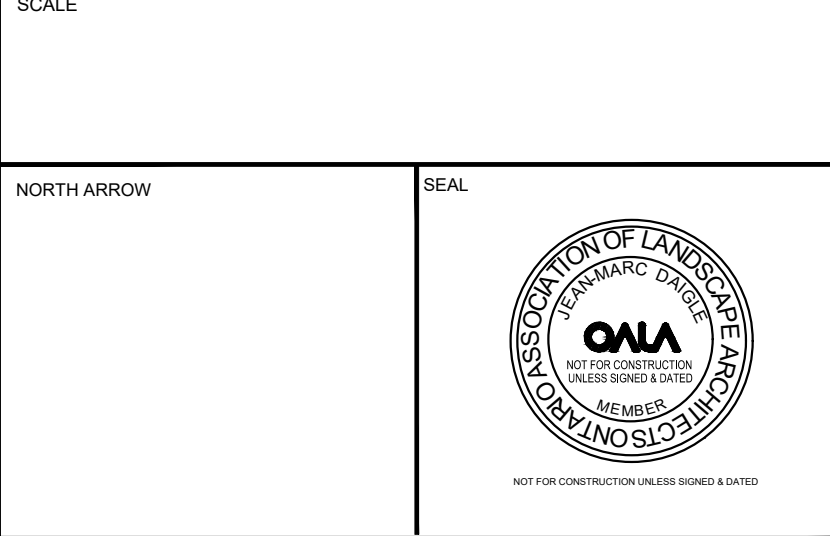 SCALE
NORTH ARROW
SEAL
ONTARIO ASSOCIATION OF LANDSCAPE ARCHITECTS
JEAN-MARC DAIGLE
OALA
NOT FOR CONSTRUCTION
UNLESS SIGNED & DATED
MEMBER
NOT FOR CONSTRUCTION UNLESS SIGNED & DATED